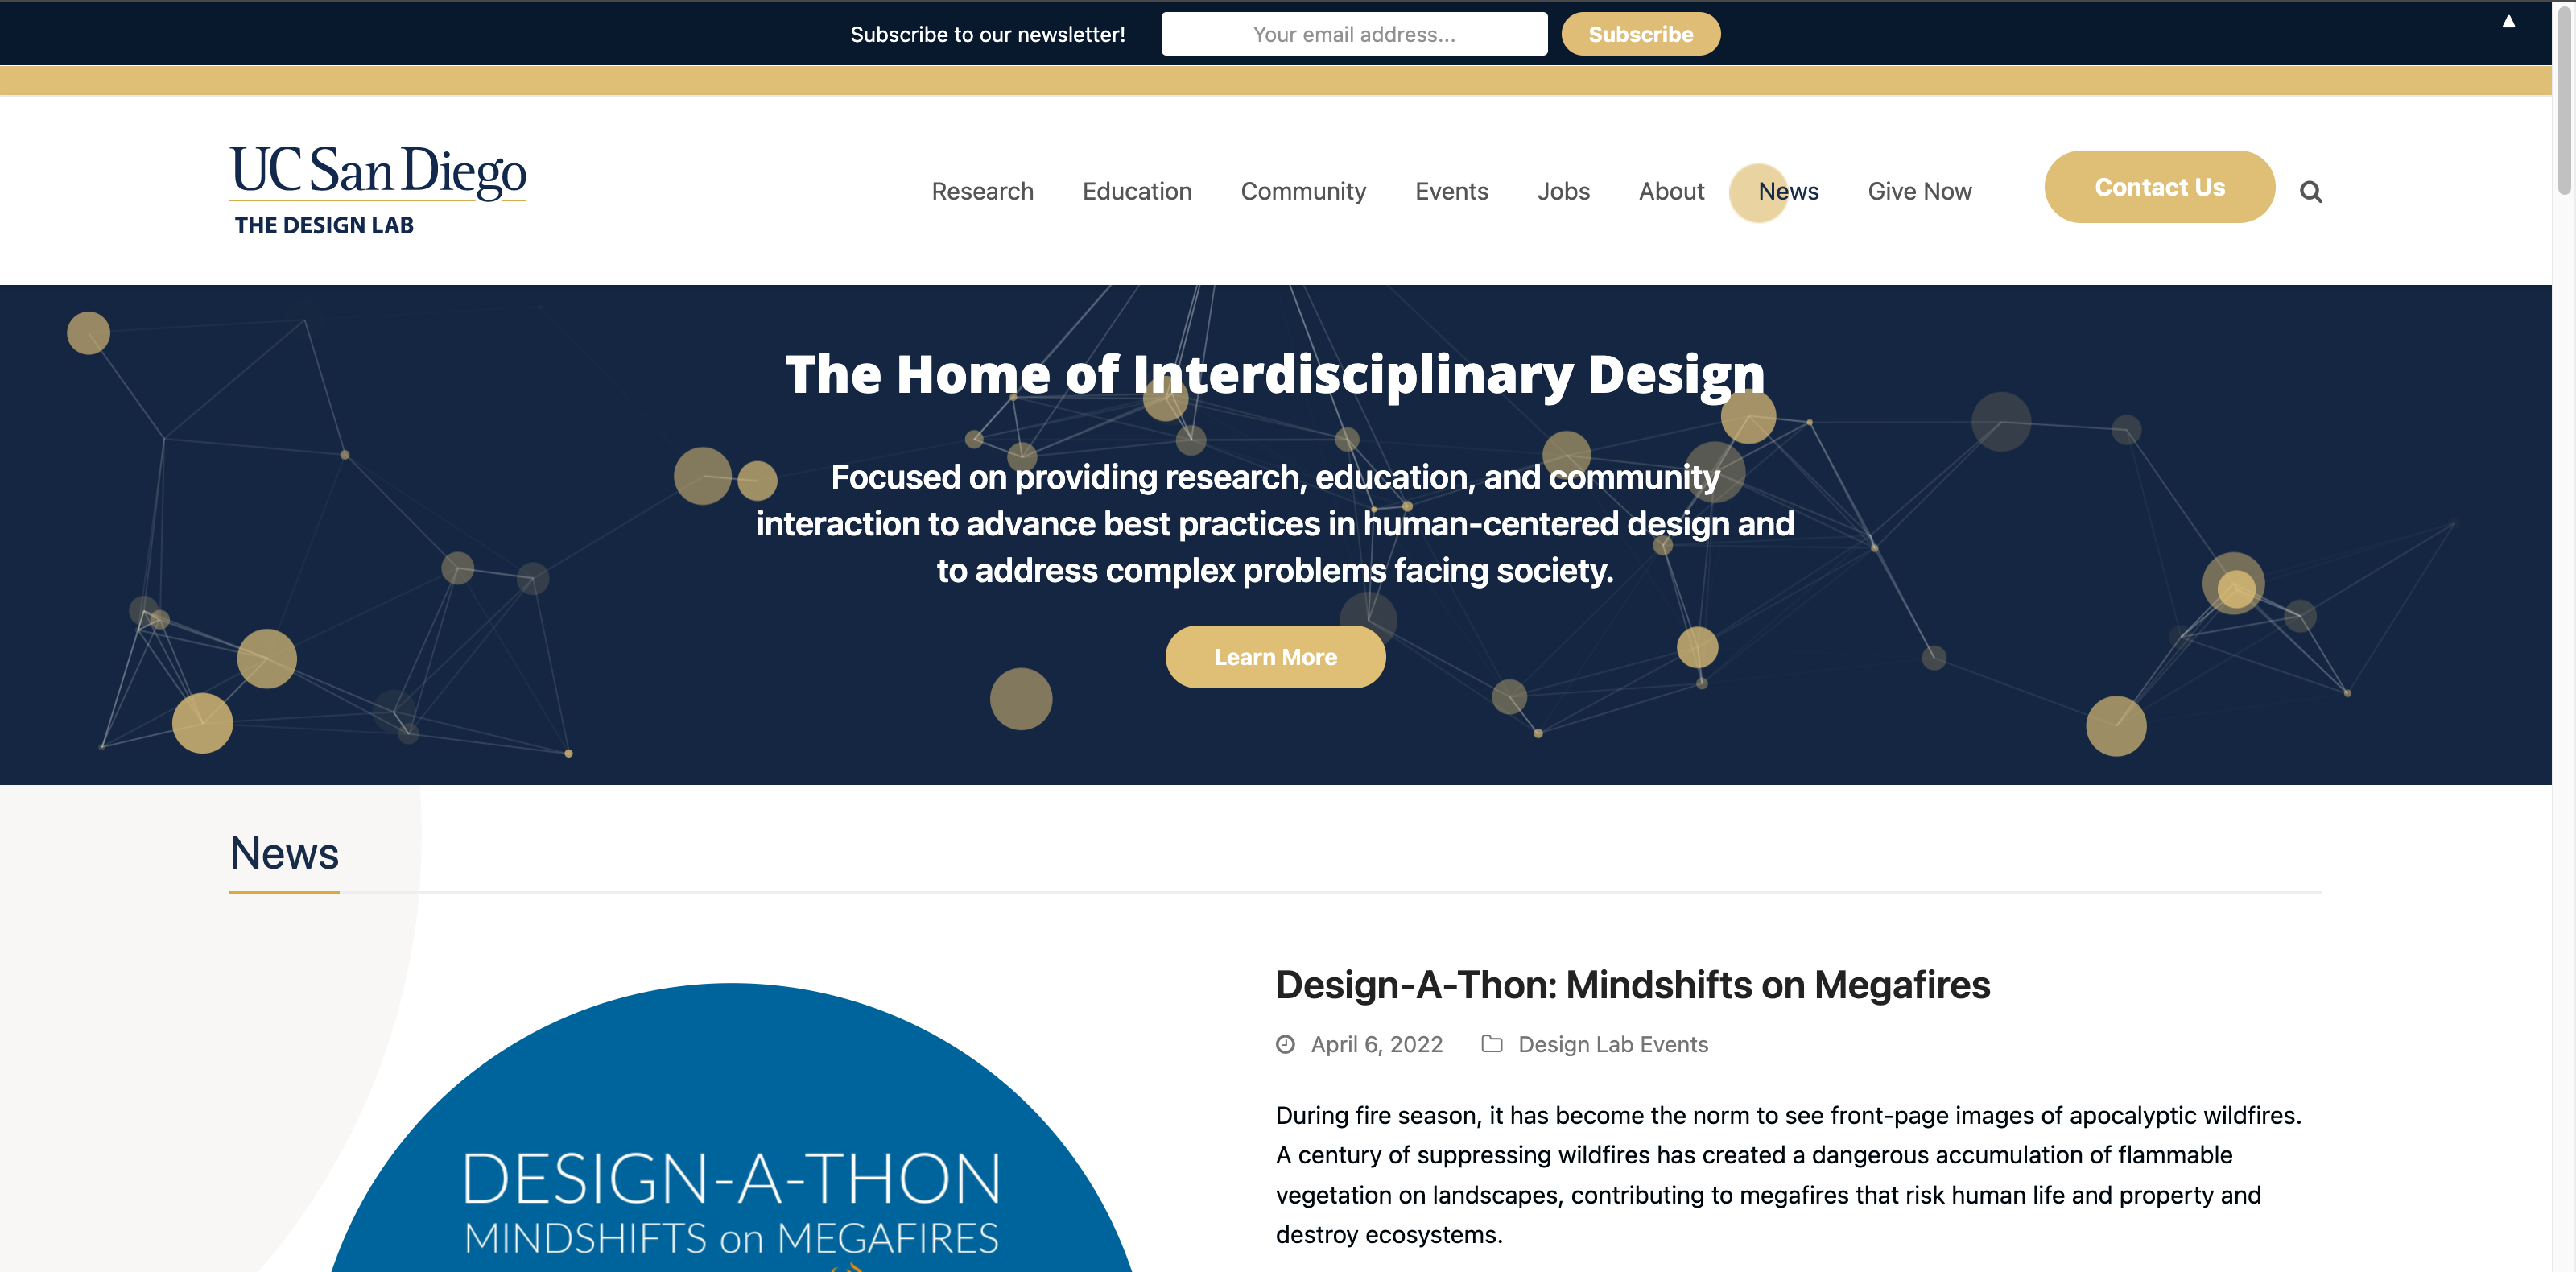 Subscribe to our newsletter!
Your email address...
Subscribe
UC San Diego
THE DESIGN LAB
Research
Education
Community
Events
Jobs
About
News
Give Now
Contact Us
The Home of Interdisciplinary Design
Focused on providing research, education, and community
interaction to advance best practices in human-centered design and
to address complex problems facing society.
Learn More
News
DESIGN-A-THON
MINDSHIFTS on MEGAFIRES
Design-A-Thon: Mindshifts on Megafires
April 6, 2022
Design Lab Events
During fire season, it has become the norm to see front-page images of apocalyptic wildfires.
A century of suppressing wildfires has created a dangerous accumulation of flammable
vegetation on landscapes, contributing to megafires that risk human life and property and
destroy ecosystems.